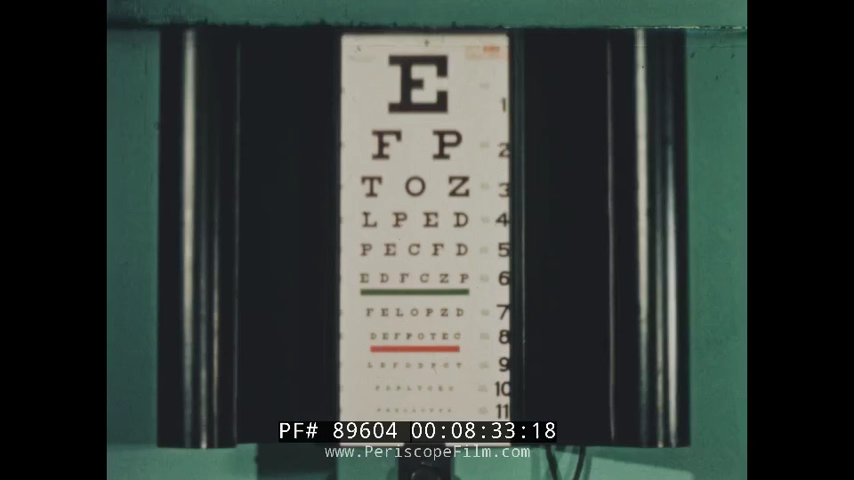 E 1
F P 2
T O Z 3
L P E D 4
P E C F D 5
E D F C Z P 6
F E L O P Z D 7
D E F P O T E C 8
9
10
11
PF# 89604 00:08:33:18
www.PeriscopeFilm.com